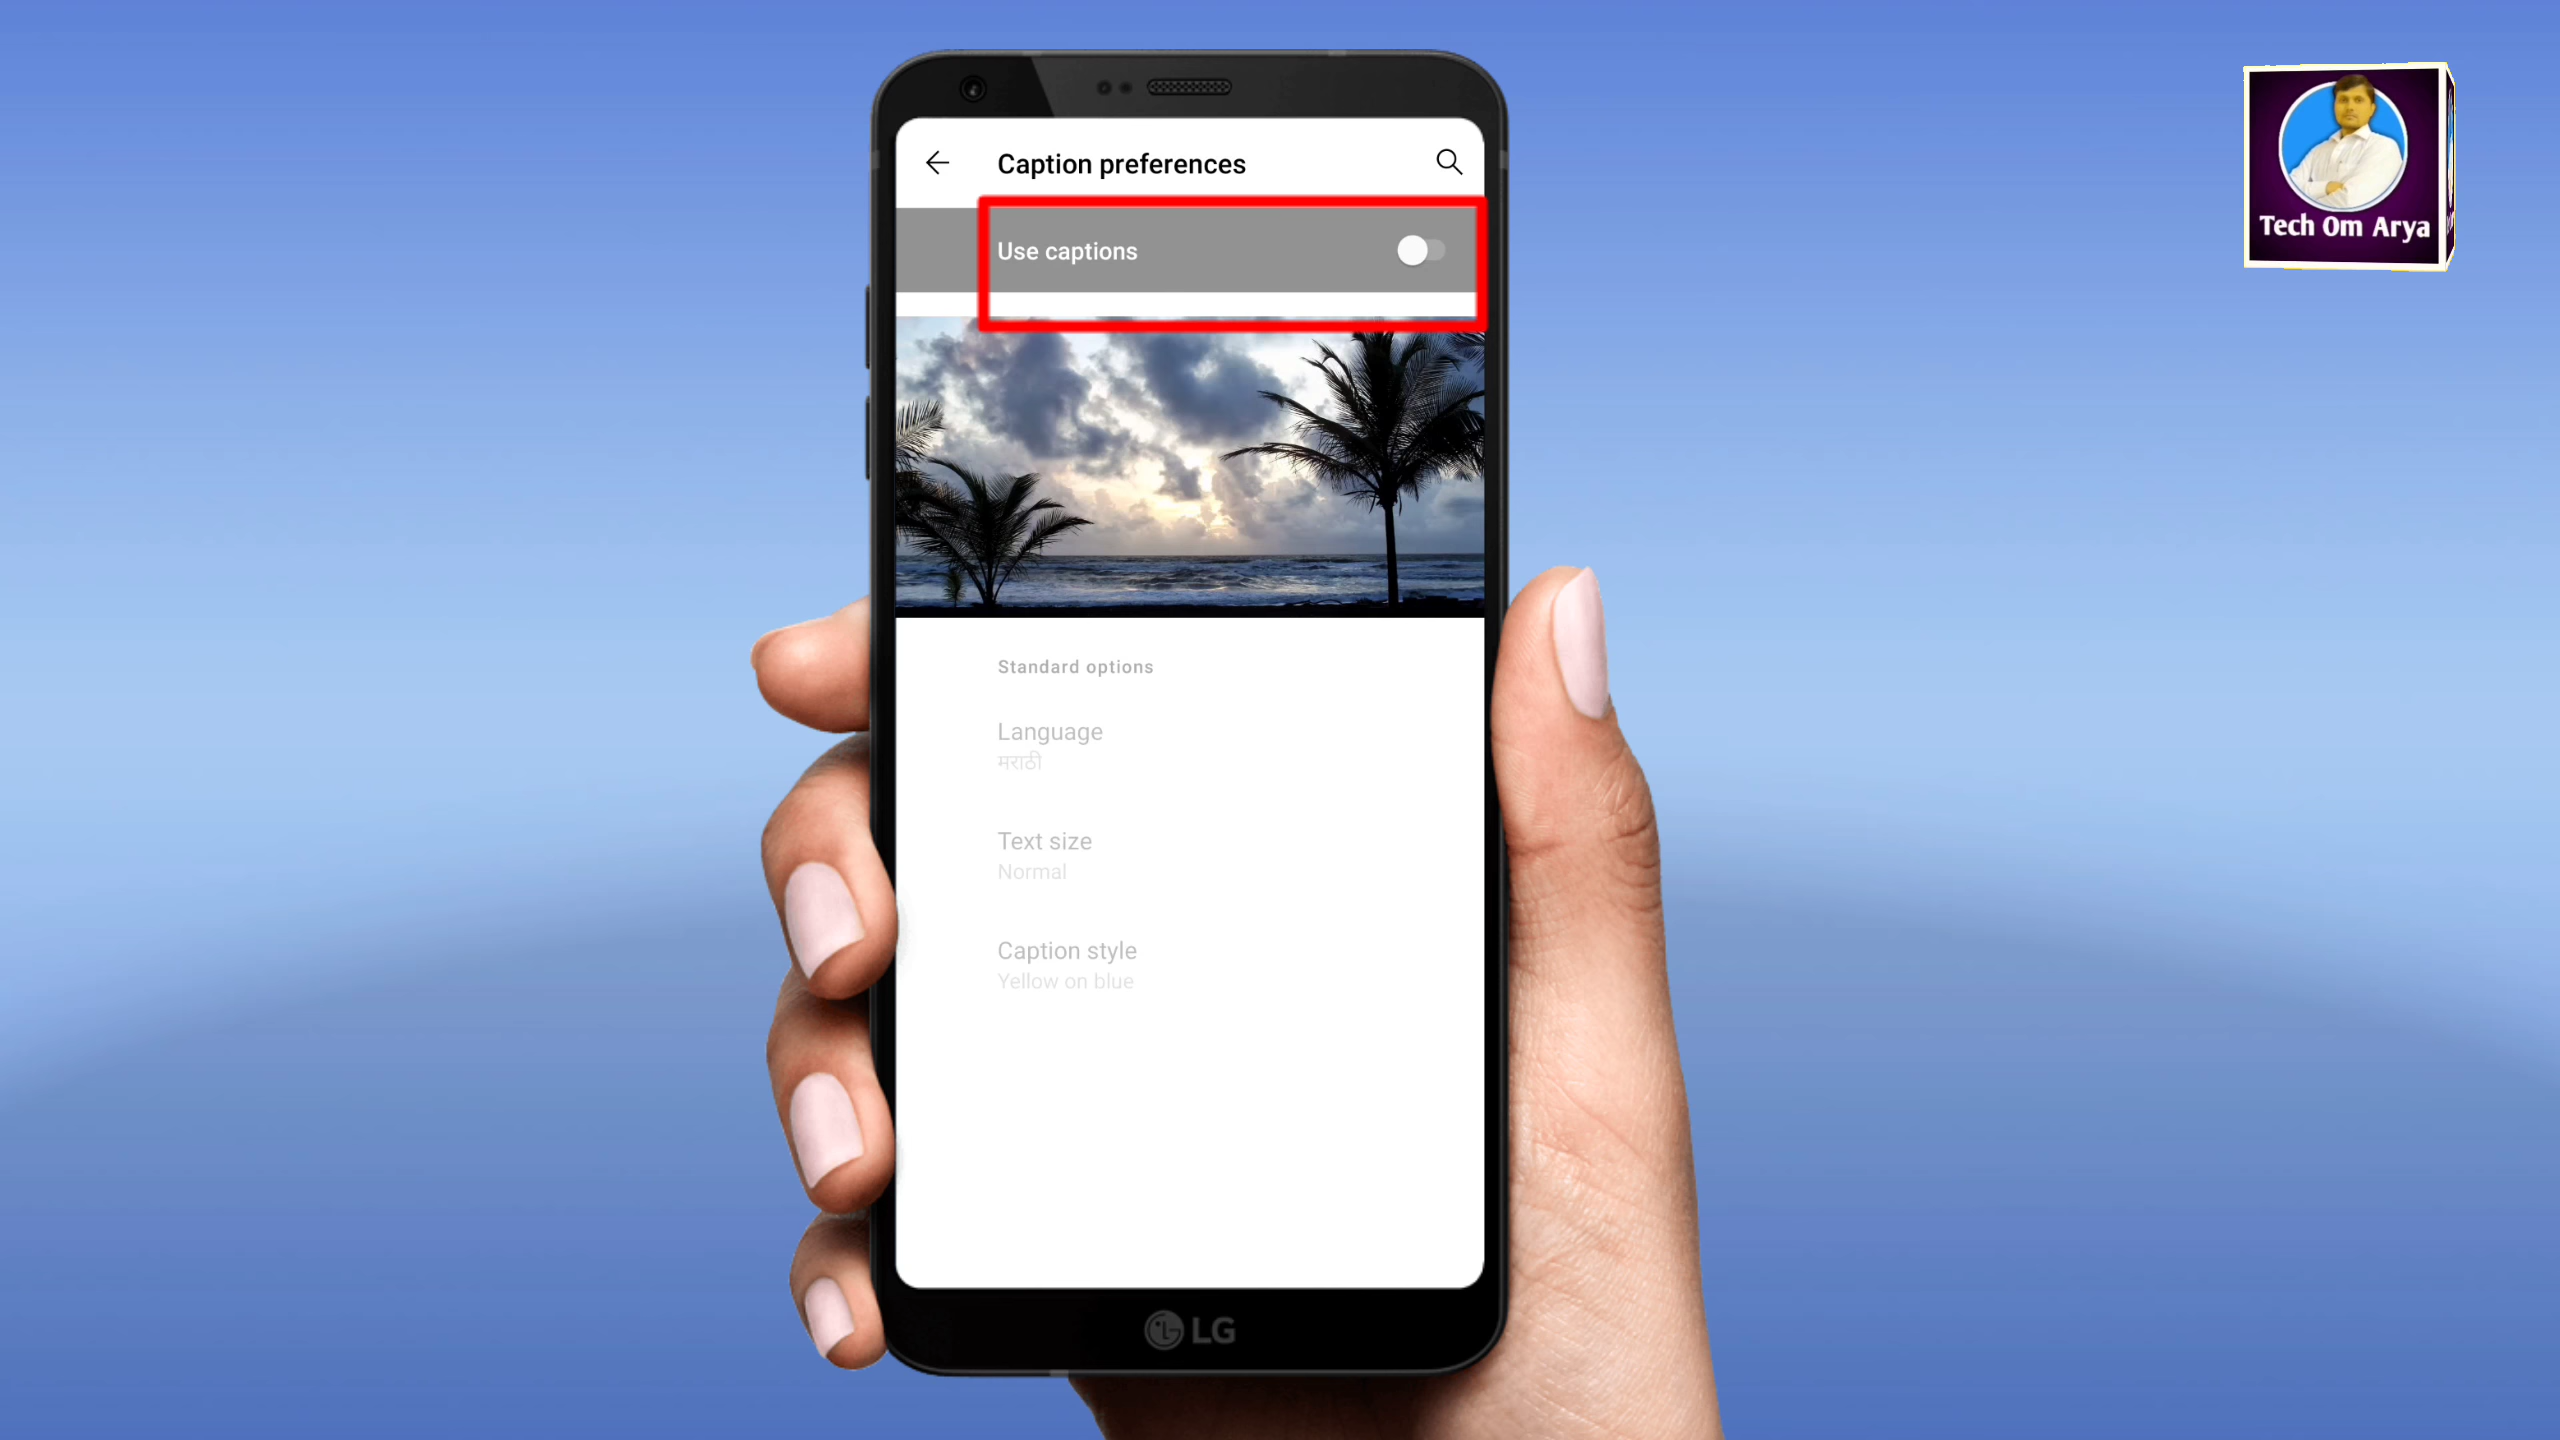 Caption preferences
Use captions
Standard options
Language
मराठी
Text size
Normal
Caption style
Yellow on blue
LG
Tech Om Arya